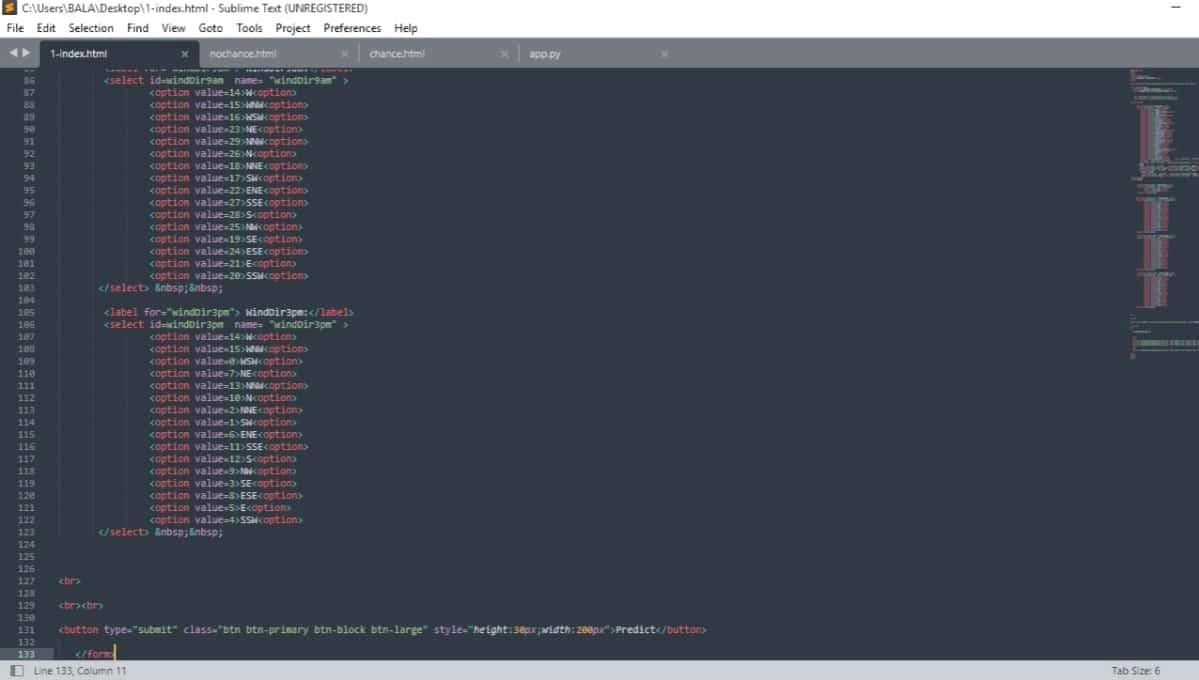 C:\Users\BALA\Desktop\1-index.html - Sublime Text (UNREGISTERED)
File Edit Selection Find View Goto Tools Project Preferences Help
1-index.html nochance.html chance.html app.py
86 <select id=windDir9am name= "windDir9am" >
87 <option value=14>W<option>
88 <option value=15>WNW<option>
89 <option value=16>WSW<option>
90 <option value=23>NE<option>
91 <option value=29>NNW<option>
92 <option value=26>N<option>
93 <option value=18>NNE<option>
94 <option value=17>SW<option>
95 <option value=22>ENE<option>
96 <option value=27>SSE<option>
97 <option value=28>S<option>
98 <option value=25>NW<option>
99 <option value=19>SE<option>
100 <option value=24>ESE<option>
101 <option value=21>E<option>
102 <option value=20>SSW<option>
103 </select> &nbsp;&nbsp;
104
105 <label for="windDir3pm"> WindDir3pm:</label>
106 <select id=windDir3pm name= "windDir3pm" >
107 <option value=14>W<option>
108 <option value=15>WNW<option>
109 <option value=0>WSW<option>
110 <option value=7>NE<option>
111 <option value=13>NNW<option>
112 <option value=10>N<option>
113 <option value=2>NNE<option>
114 <option value=1>SW<option>
115 <option value=6>ENE<option>
116 <option value=11>SSE<option>
117 <option value=12>S<option>
118 <option value=9>NW<option>
119 <option value=3>SE<option>
120 <option value=8>ESE<option>
121 <option value=5>E<option>
122 <option value=4>SSW<option>
123 </select> &nbsp;&nbsp;
124
125
126
127 <br>
128
129 <br><br>
130
131 <button type="submit" class="btn btn-primary btn-block btn-large" style="height:30px;width:200px">Predict</button>
132
133 </form>
Line 133, Column 11 Tab Size: 6